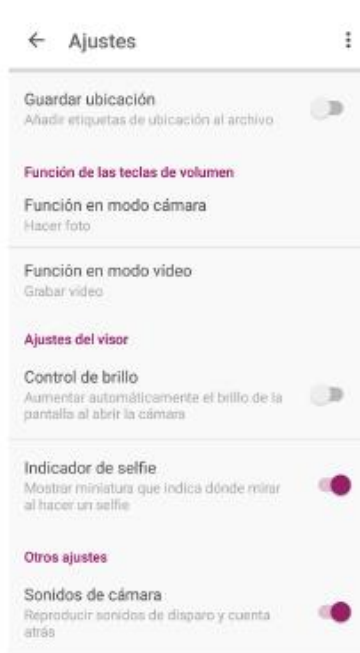 Ajustes
Guardar ubicación
Añadir etiquetas de ubicación al archivo
Función de las teclas de volumen
Función en modo cámara
Hacer foto
Función en modo vídeo
Grabar vídeo
Ajustes del visor
Control de brillo
Aumentar automáticamente el brillo de la
pantalla al abrir la cámara
Indicador de selfie
Mostrar miniatura que indica dónde mirar
al hacer un selfie
Otros ajustes
Sonidos de cámara
Reproducir sonidos de disparo y cuenta
atrás